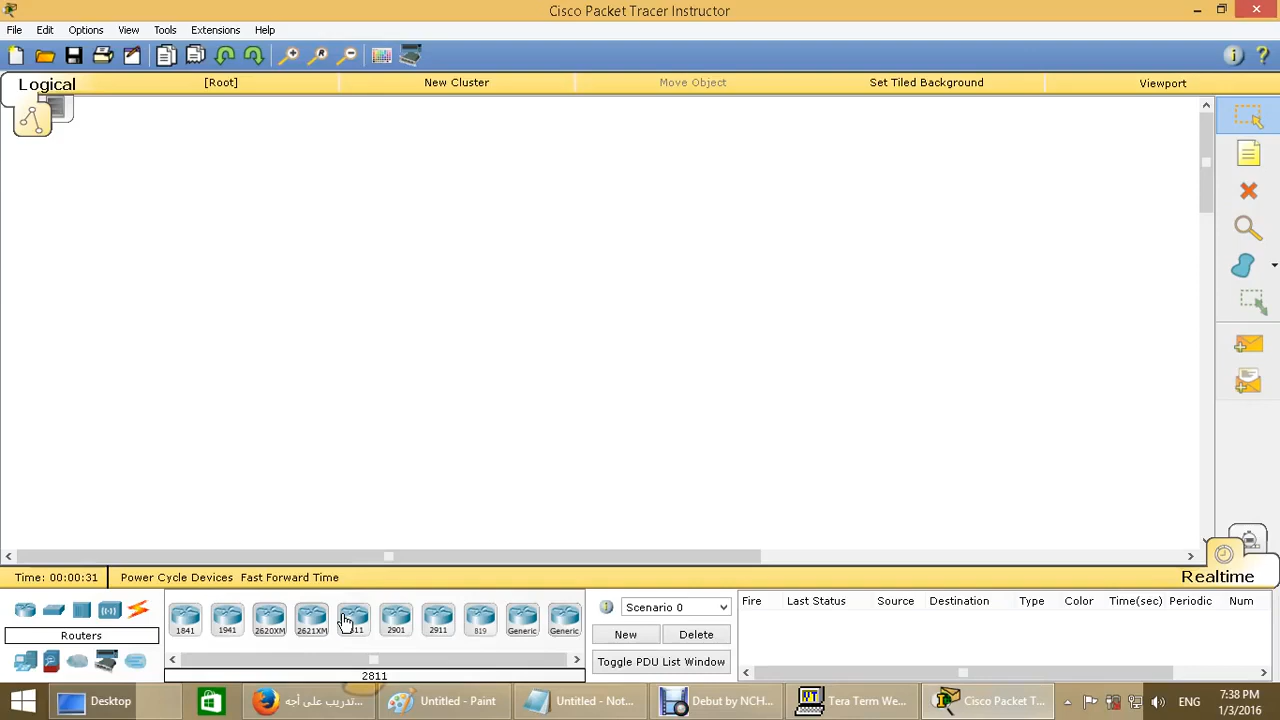 Cisco Packet Tracer Instructor
File Edit Options View Tools Extensions Help
Logical [Root] New Cluster Move Object Set Tiled Background Viewport
Time: 00:00:31 Power Cycle Devices Fast Forward Time
Realtime
Scenario 0
Fire Last Status Source Destination Type Color Time(sec) Periodic Num
1841 1941 2620XM 2621XM 2901 2911 819 Generic Generic
Routers
New Delete
Toggle PDU List Window
2811
Desktop
تدريب على أجه...
Untitled - Paint
Untitled - Not...
Debut by NCH...
Tera Term We...
Cisco Packet T...
ENG
7:38 PM
1/3/2016